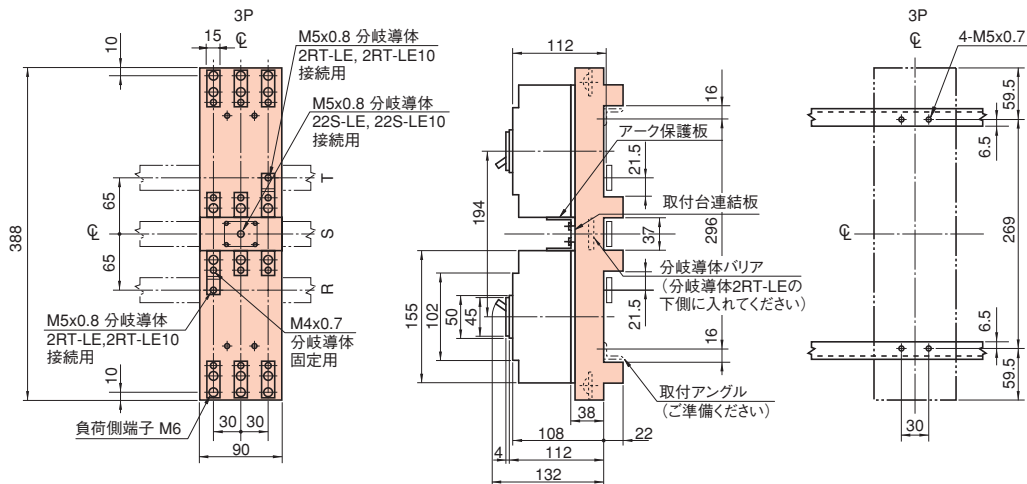 3P
℄
15
10
M5x0.8 分岐導体
2RT-LE, 2RT-LE10
接続用
M5x0.8 分岐導体
22S-LE, 22S-LE10
接続用
388
65
65
℄
T
S
R
M5x0.8 分岐導体
2RT-LE,2RT-LE10
接続用
M4x0.7
分岐導体
固定用
10
負荷側端子 M6
30
30
90
112
16
アーク保護板
21.5
取付台連結板
194
37
296
分岐導体バリア
(分岐導体2RT-LEの
下側に入れてください)
21.5
155
102
50
45
16
取付アングル
(ご準備ください)
38
108
22
4
112
132
3P
℄
4-M5x0.7
59.5
6.5
℄
269
6.5
59.5
30